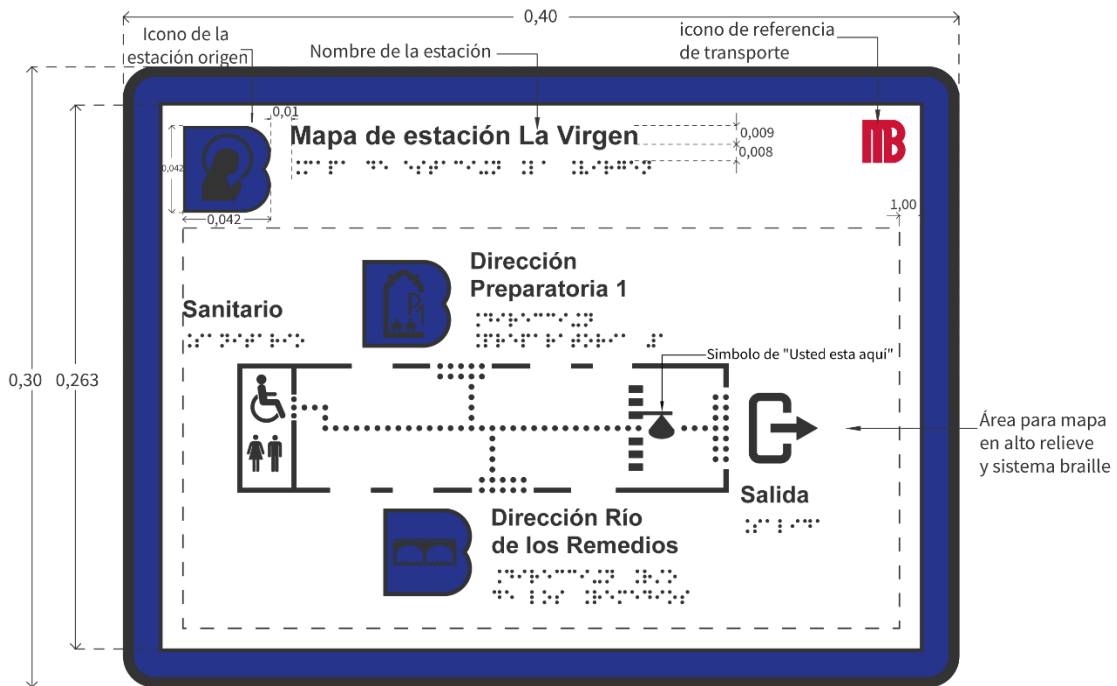 0,40
Icono de la
estación origen
Nombre de la estación
icono de referencia
de transporte
0,01
Mapa de estación La Virgen
0,009
0,008
MB
0,042
0,042
1,00
Dirección
Preparatoria 1
Sanitario
Simbolo de "Usted esta aquí"
0,30
0,263
Área para mapa
en alto relieve
y sistema braille
Salida
Dirección Río
de los Remedios